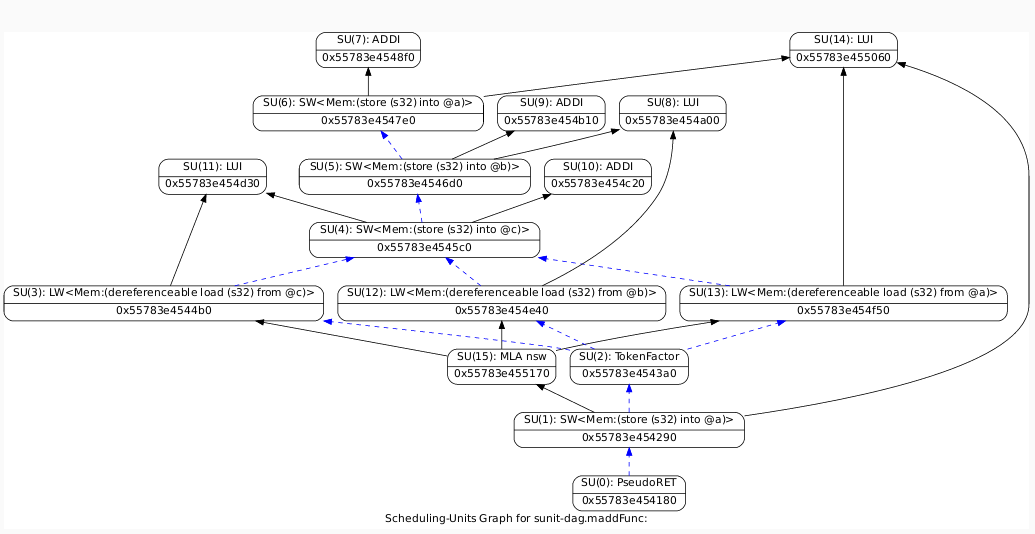 SU(7): ADDI
0x55783e4548f0
SU(14): LUI
0x55783e455060
SU(6): SW<Mem:(store (s32) into @a)>
0x55783e4547e0
SU(9): ADDI
0x55783e454b10
SU(8): LUI
0x55783e454a00
SU(11): LUI
0x55783e454d30
SU(5): SW<Mem:(store (s32) into @b)>
0x55783e4546d0
SU(10): ADDI
0x55783e454c20
SU(4): SW<Mem:(store (s32) into @c)>
0x55783e4545c0
SU(3): LW<Mem:(dereferenceable load (s32) from @c)>
0x55783e4544b0
SU(12): LW<Mem:(dereferenceable load (s32) from @b)>
0x55783e454e40
SU(13): LW<Mem:(dereferenceable load (s32) from @a)>
0x55783e454f50
SU(15): MLA nsw
0x55783e455170
SU(2): TokenFactor
0x55783e4543a0
SU(1): SW<Mem:(store (s32) into @a)>
0x55783e454290
SU(0): PseudoRET
0x55783e454180
Scheduling-Units Graph for sunit-dag.maddFunc: